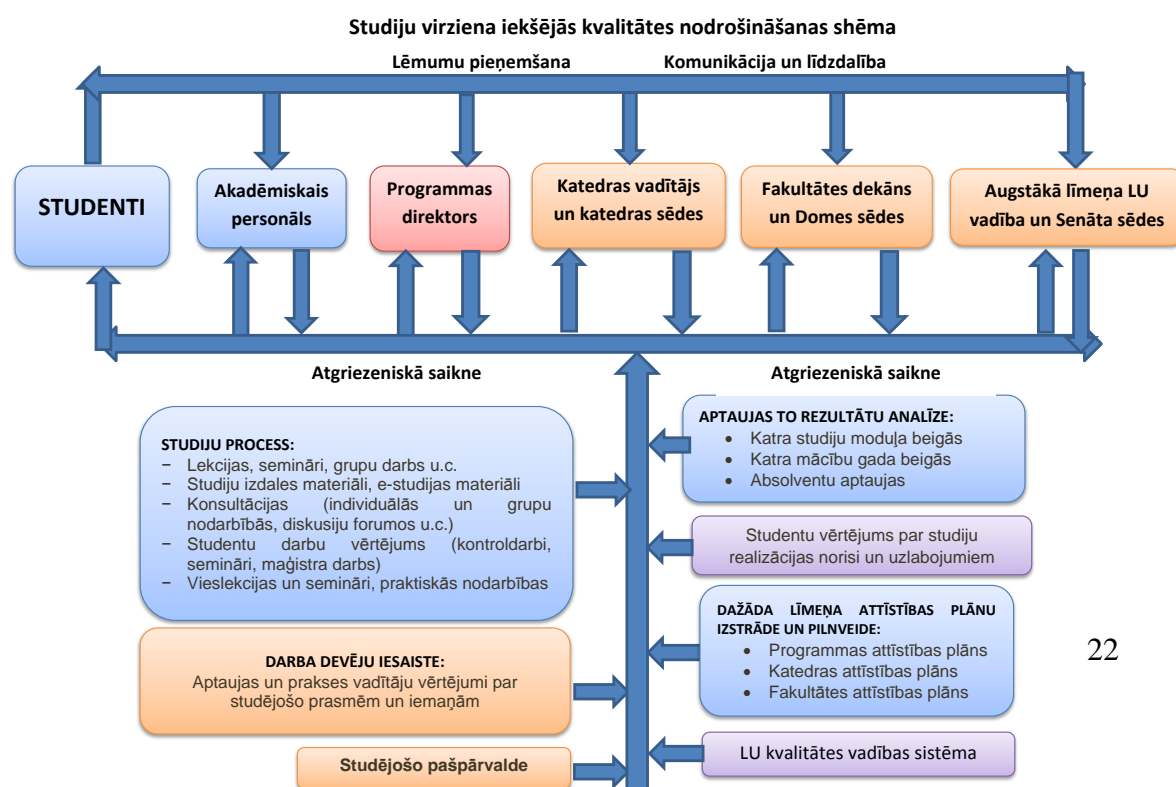 Studiju virziena iekšējās kvalitātes nodrošināšanas shēma
Lēmumu pieņemšana
Komunikācija un līdzdalība
STUDENTI
Akadēmiskais
personāls
Programmas
direktors
Katedras vadītājs
un katedras sēdes
Fakultātes dekāns
un Domes sēdes
Augstākā līmeņa LU
vadība un Senāta sēdes
Atgriezeniskā saikne
Atgriezeniskā saikne
STUDIJU PROCESS:
− Lekcijas, semināri, grupu darbs u.c.
− Studiju izdales materiāli, e-studijas materiāli
− Konsultācijas (individuālās un grupu
nodarbībās, diskusiju forumos u.c.)
− Studentu darbu vērtējums (kontroldarbi,
semināri, maģistra darbs)
− Vieslekcijas un semināri, praktiskās nodarbības
APTAUJAS TO REZULTĀTU ANALĪZE:
• Katra studiju moduļa beigās
• Katra mācību gada beigās
• Absolventu aptaujas
Studentu vērtējums par studiju
realizācijas norisi un uzlabojumiem
DAŽĀDA LĪMEŅA ATTĪSTĪBAS PLĀNU
IZSTRĀDE UN PILNVEIDE:
• Programmas attīstības plāns
• Katedras attīstības plāns
• Fakultātes attīstības plāns
22
DARBA DEVĒJU IESAISTE:
Aptaujas un prakses vadītāju vērtējumi par
studējošo prasmēm un iemaņām
Studējošo pašpārvalde
LU kvalitātes vadības sistēma